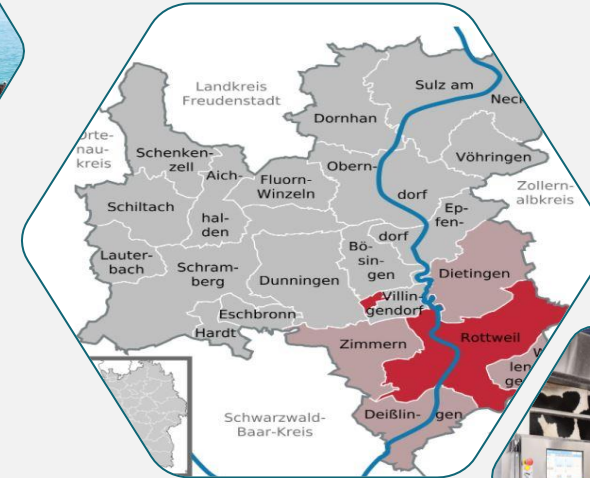 Landkreis
Freudenstadt
Sulz am
Neck
Dornhan
Orte-
nau-
kreis
Schenken-
zell
Aich-
hal-
den
Fluorn-
Winzeln
Obern-
dorf
Vöhringen
Zollern-
albkreis
Schiltach
Ep-
fen-
dorf
Bö-
sin-
gen
Lauter-
bach
Schram-
berg
Dunningen
Dietingen
Villin-
gendorf
Eschbronn
Hardt
Zimmern
Rottweil
W
len
ge
Deißlin-
gen
Schwarzwald-
Baar-Kreis